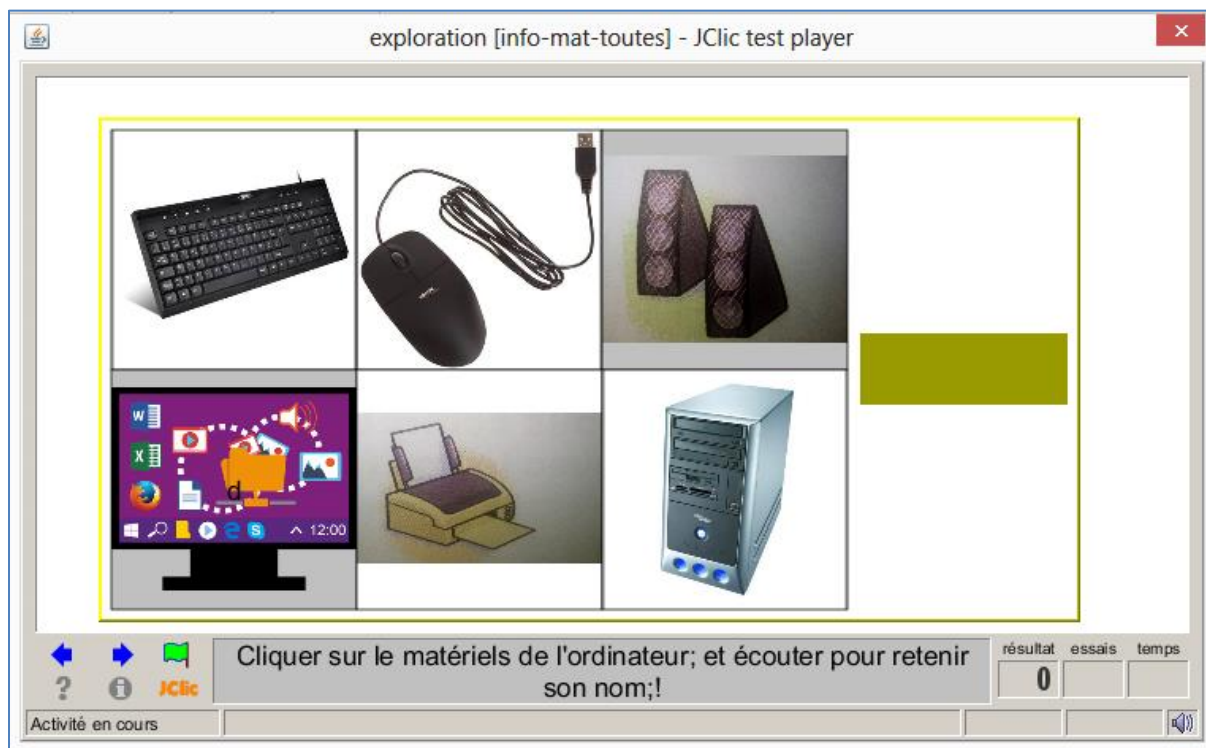 exploration [info-mat-toutes] - JClic test player
d
12:00
Cliquer sur le matériels de l'ordinateur; et écouter pour retenir
son nom;!
résultat essais temps
0
JClic
Activité en cours